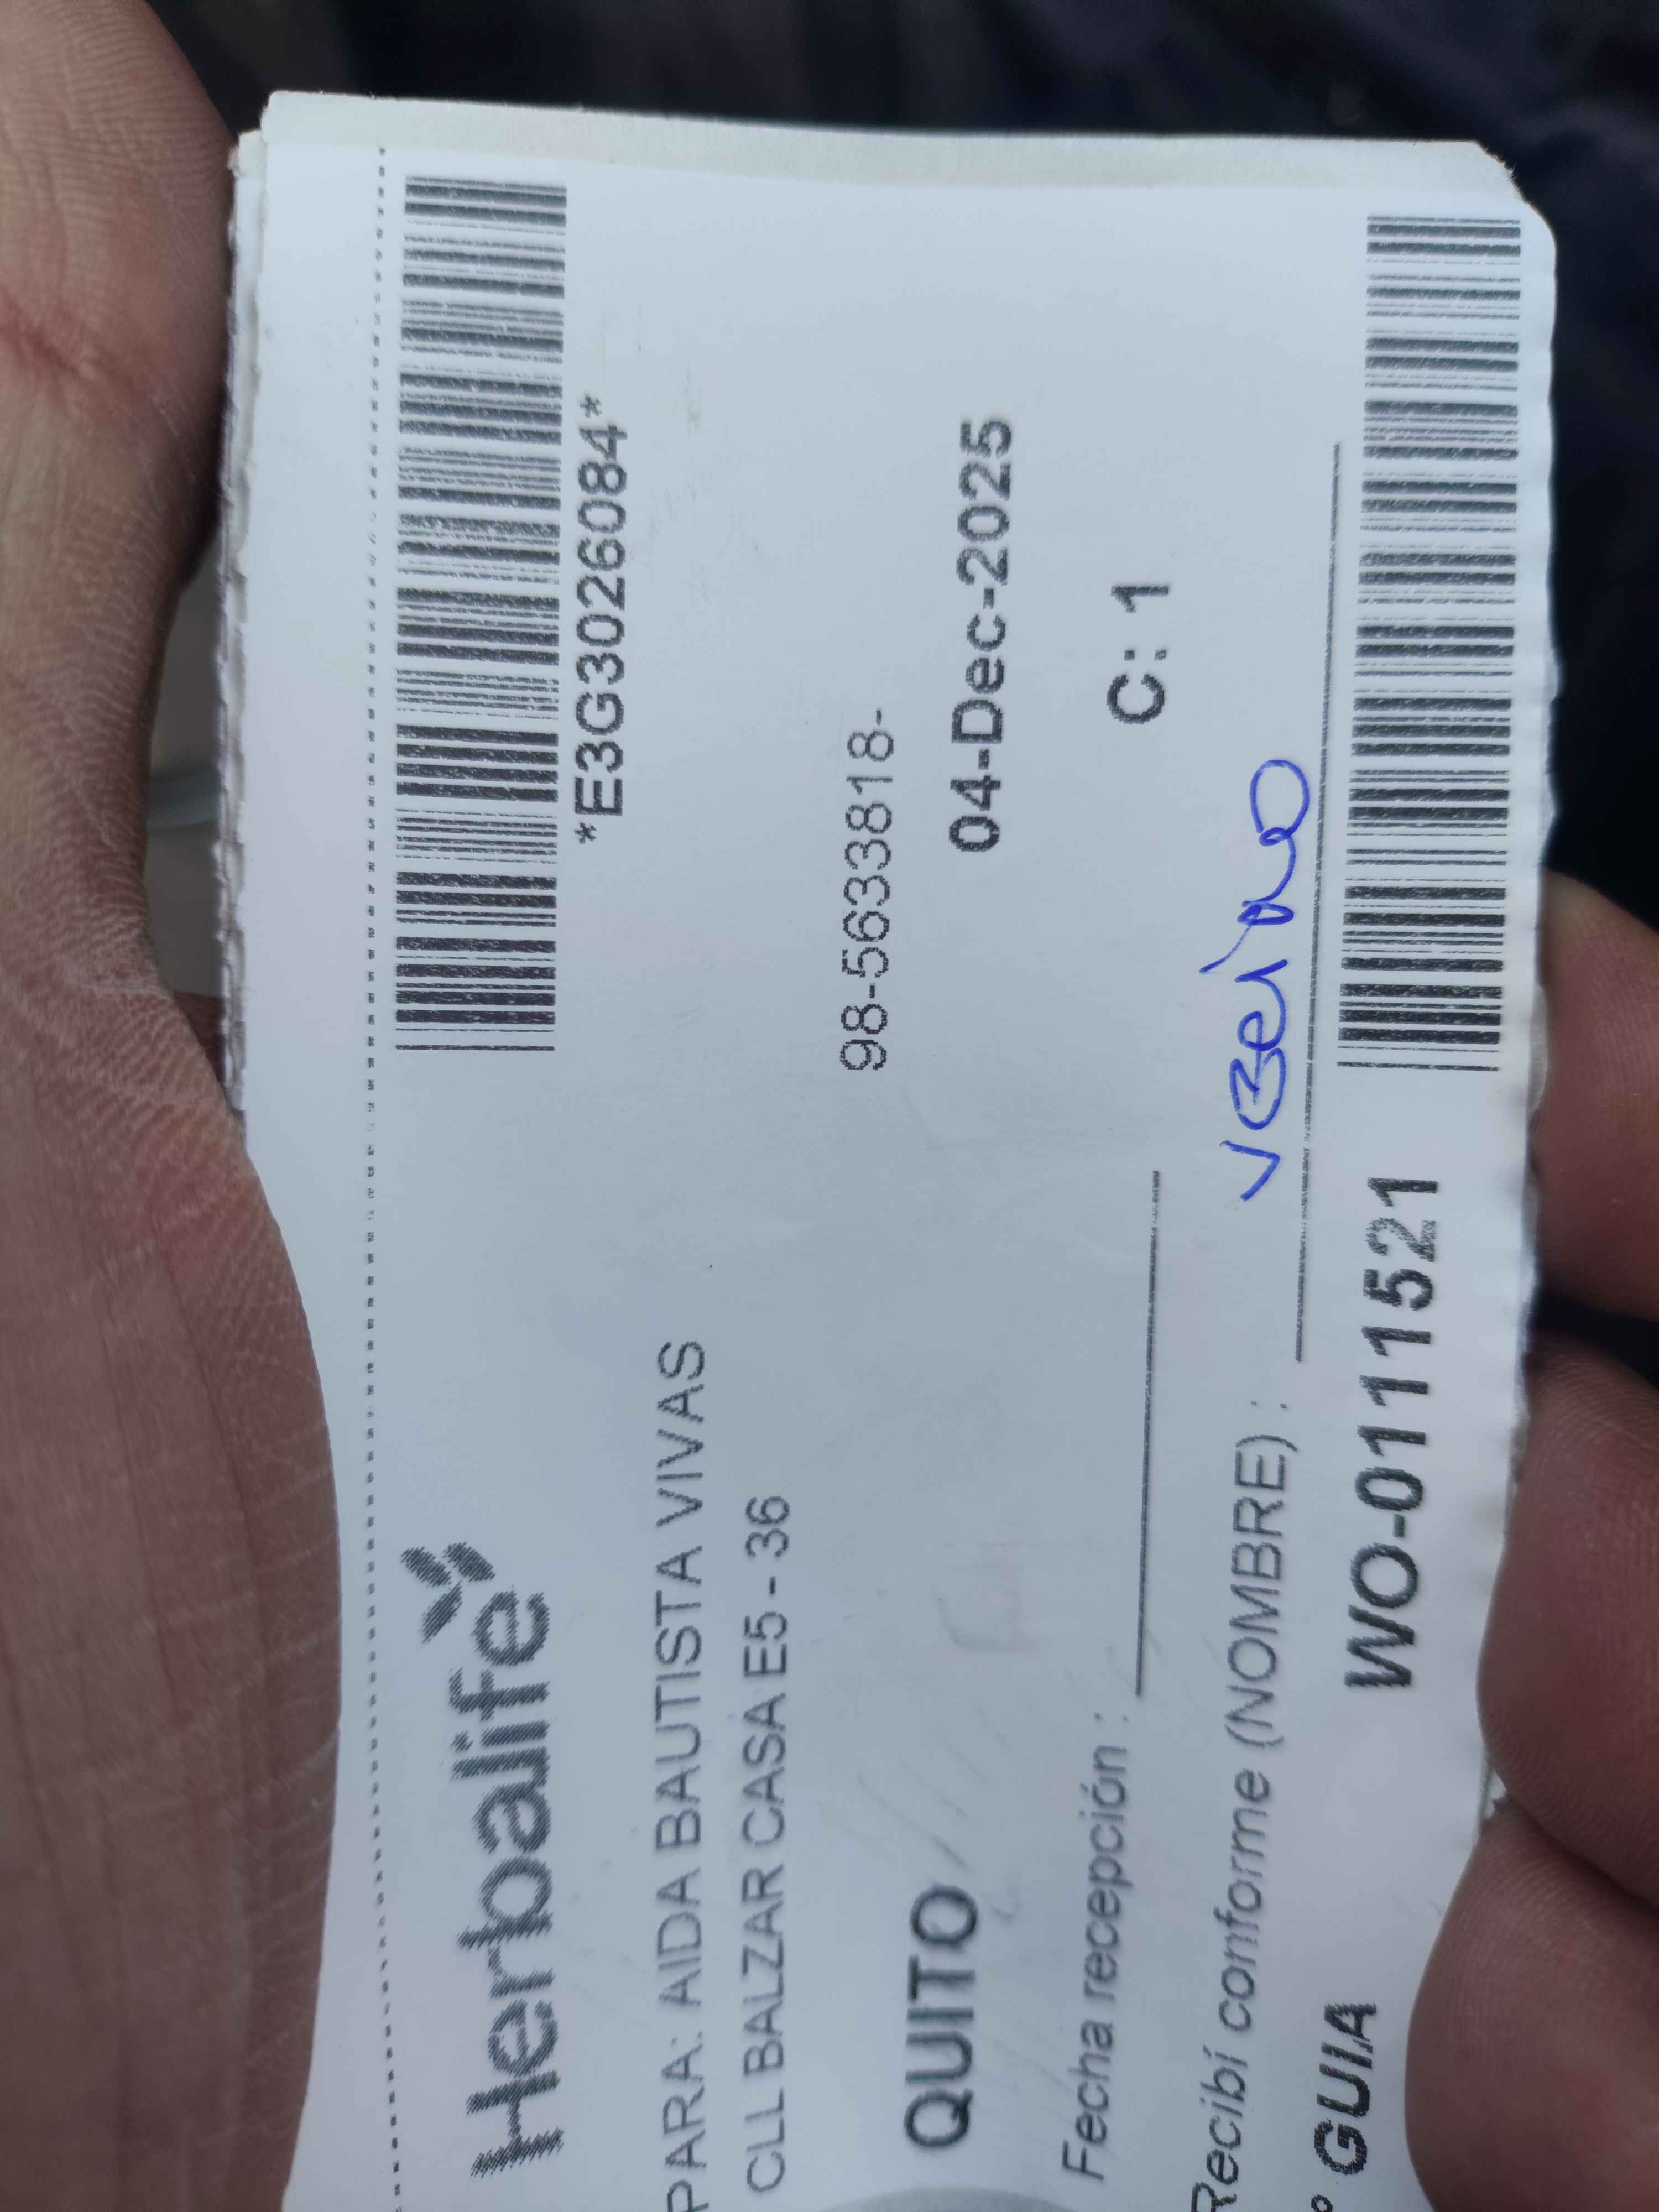 Herbalife
*E3G3026084*
PARA: AIDA BAUTISTA VIVAS
CLL BALZAR CASA E5 - 36
98-5633818-
QUITO
04-Dec-2025
Fecha recepción :
C: 1
Recibí conforme (NOMBRE) :
° GUIA WO-0111521